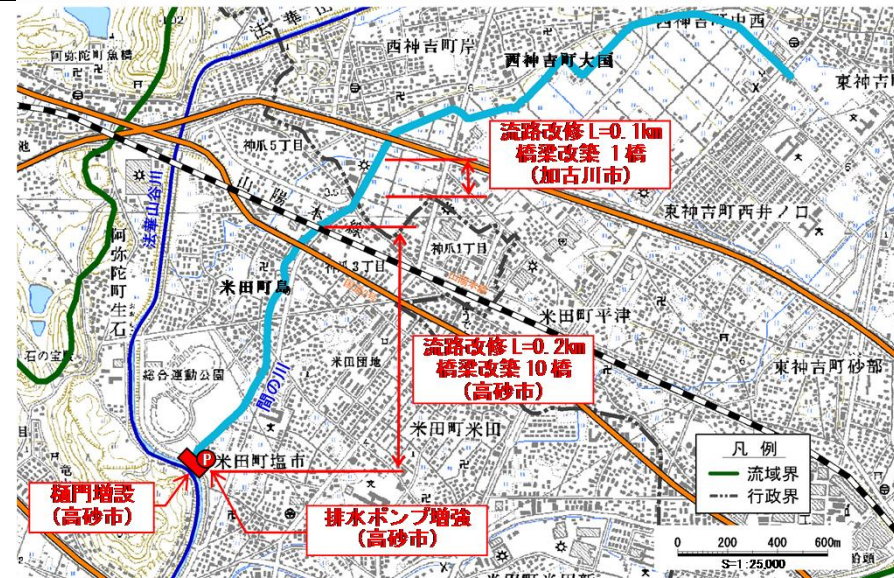 阿弥陀町魚橋
法華山
西神吉町岸
西神吉町大国
西神吉町中西
東神吉町
流路改修 L=0.1km
橋梁改築 1橋
(加古川市)
神爪5丁目
山陽本線
法華山谷川
東神吉町西井ノ口
神爪1丁目
神爪3丁目
阿弥陀町生石
米田町島
米田町平津
石の宝殿
流路改修 L=0.2km
橋梁改築 10橋
(高砂市)
総合運動公園
間の川
米田団地
東神吉町砂部
米田町米田
P
米田町塩市
樋門増設
(高砂市)
排水ポンプ増強
(高砂市)
凡 例
流域界
行政界
0 200 400 600m
S=1:25,000
米田町米田新